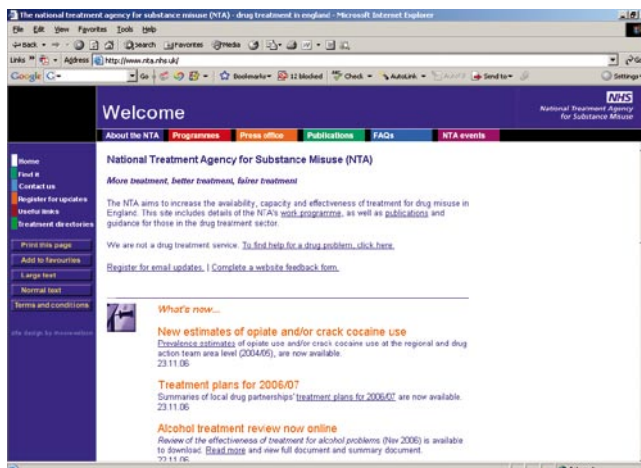 The national treatment agency for substance misuse (NTA) - drug treatment in england - Microsoft Internet Explorer
File Edit View Favorites Tools Help
Back Search Favorites Media
Links Address http://www.nta.nhs.uk/ Go
Google Go Bookmarks 12 blocked Check AutoLink Send to Settings
NHS
National Treatment Agency
for Substance Misuse
Welcome
About the NTA Programmes Press office Publications FAQs NTA events
Home
Find it
Contact us
Register for updates
Useful links
Treatment directories
Print this page
Add to favourites
Large text
Normal text
Terms and conditions
National Treatment Agency for Substance Misuse (NTA)
More treatment, better treatment, fairer treatment
The NTA aims to increase the availability, capacity and effectiveness of treatment for drug misuse in
England. This site includes details of the NTA's work programme, as well as publications and
guidance for those in the drug treatment sector.
We are not a drug treatment service. To find help for a drug problem, click here.
Register for email updates. | Complete a website feedback form.
What's new...
New estimates of opiate and/or crack cocaine use
Prevalence estimates of opiate use and/or crack cocaine use at the regional and drug
action team area level (2004/05), are now available.
23.11.06
Treatment plans for 2006/07
Summaries of local drug partnerships' treatment plans for 2006/07 are now available.
23.11.06
Alcohol treatment review now online
Review of the effectiveness of treatment for alcohol problems (Nov 2006) is available
to download. Read more and view full document and summary document.
22.11.06